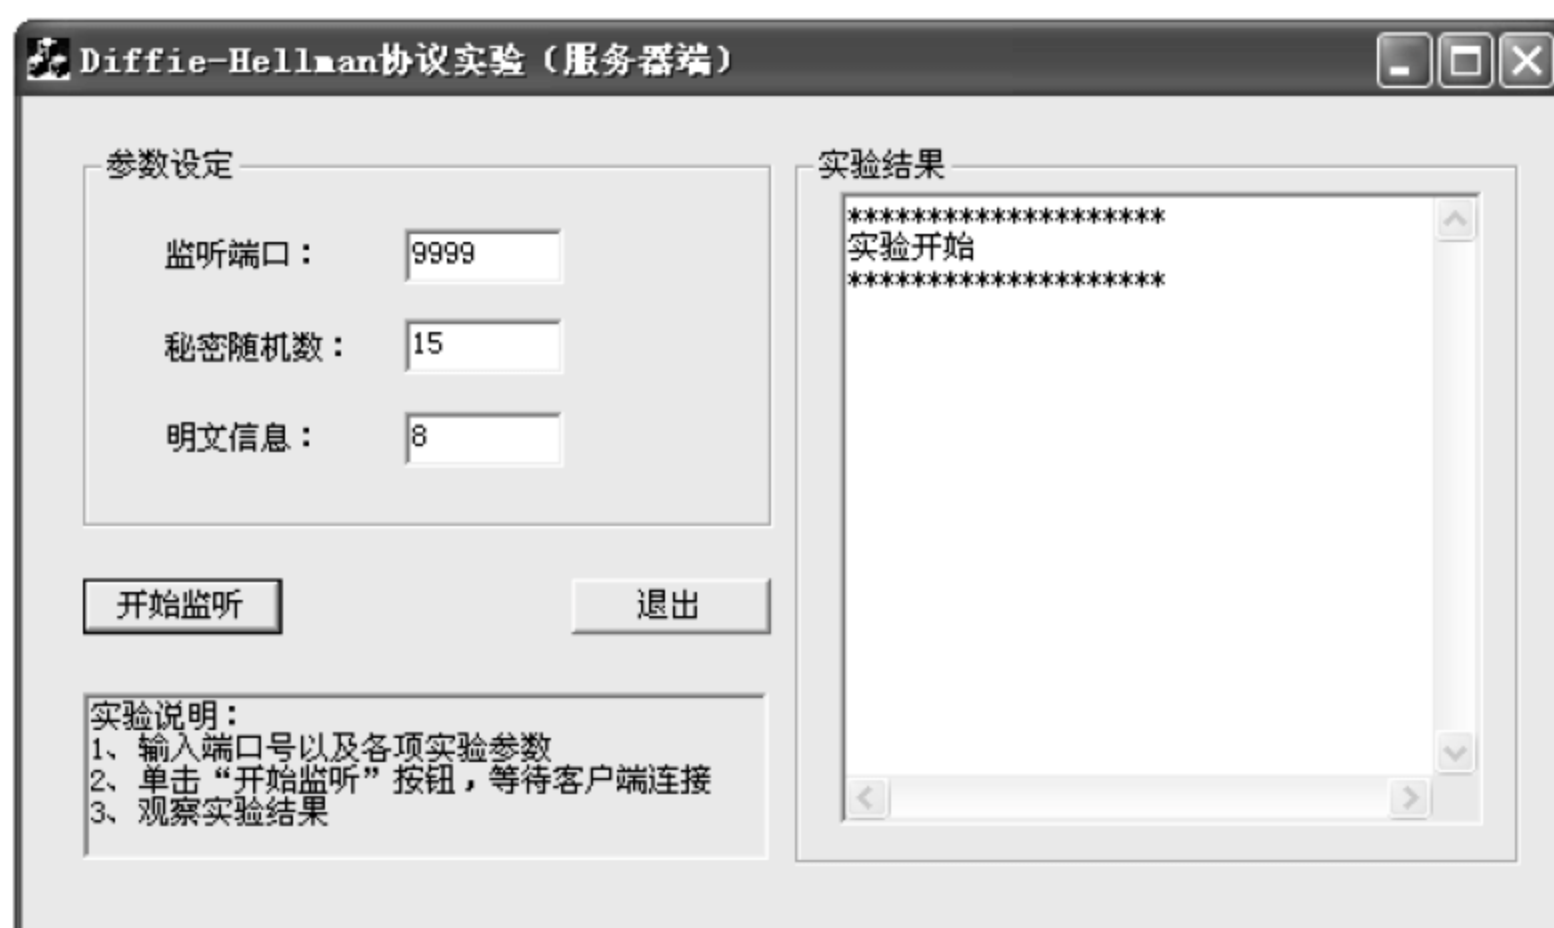 Diffie-Hellman协议实验（服务器端）
参数设定
监听端口：
9999
秘密随机数：
15
明文信息：
8
开始监听
退出
实验说明：
1、输入端口号以及各项实验参数
2、单击“开始监听”按钮，等待客户端连接
3、观察实验结果
实验结果
********************
实验开始
********************